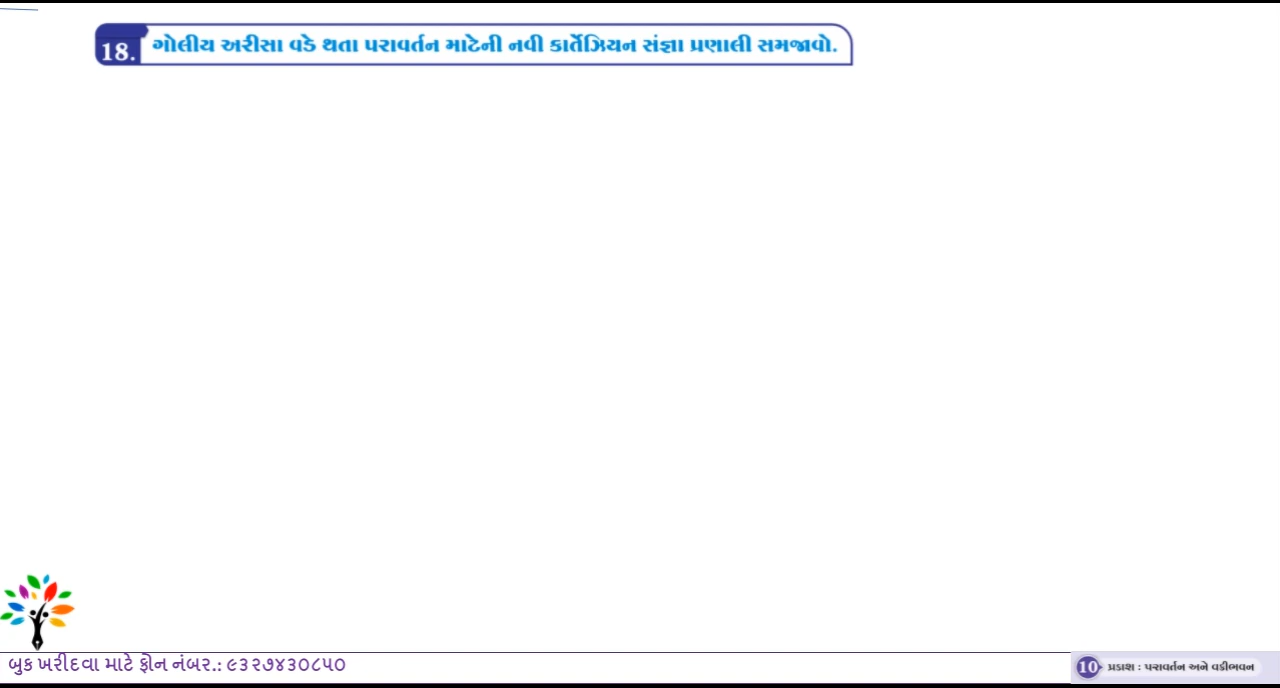 18. ગોલીય અરીસા વડે થતા પરાવર્તન માટેની નવી કાર્તેઝિયન સંજ્ઞા પ્રણાલી સમજાવો.
બુક ખરીદવા માટે ફોન નંબર.: ૯૩૨૭૪૩૦૮૫૦
10 પ્રકાશ : પરાવર્તન અને વક્રીભવન